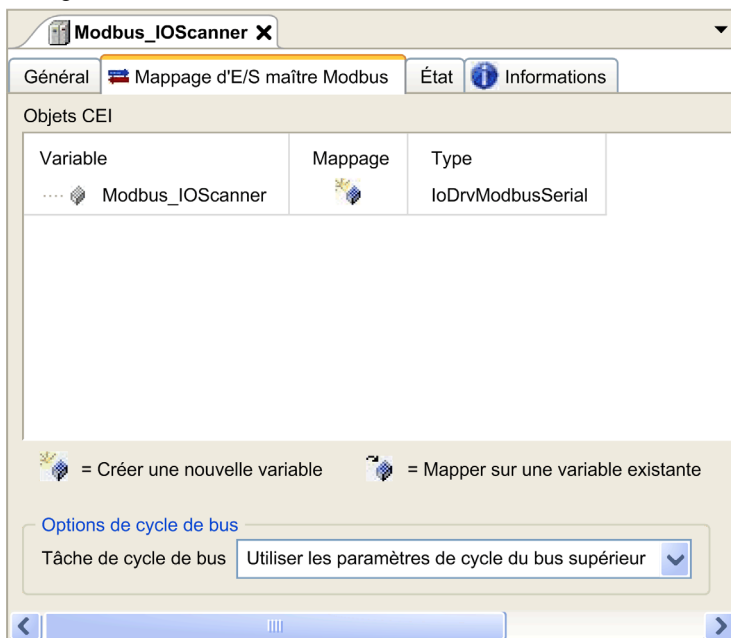 Modbus_IOScanner
Général Mappage d'E/S maître Modbus État Informations
Objets CEI
Variable Mappage Type
Modbus_IOScanner IoDrvModbusSerial
= Créer une nouvelle variable = Mapper sur une variable existante
Options de cycle de bus
Tâche de cycle de bus Utiliser les paramètres de cycle du bus supérieur